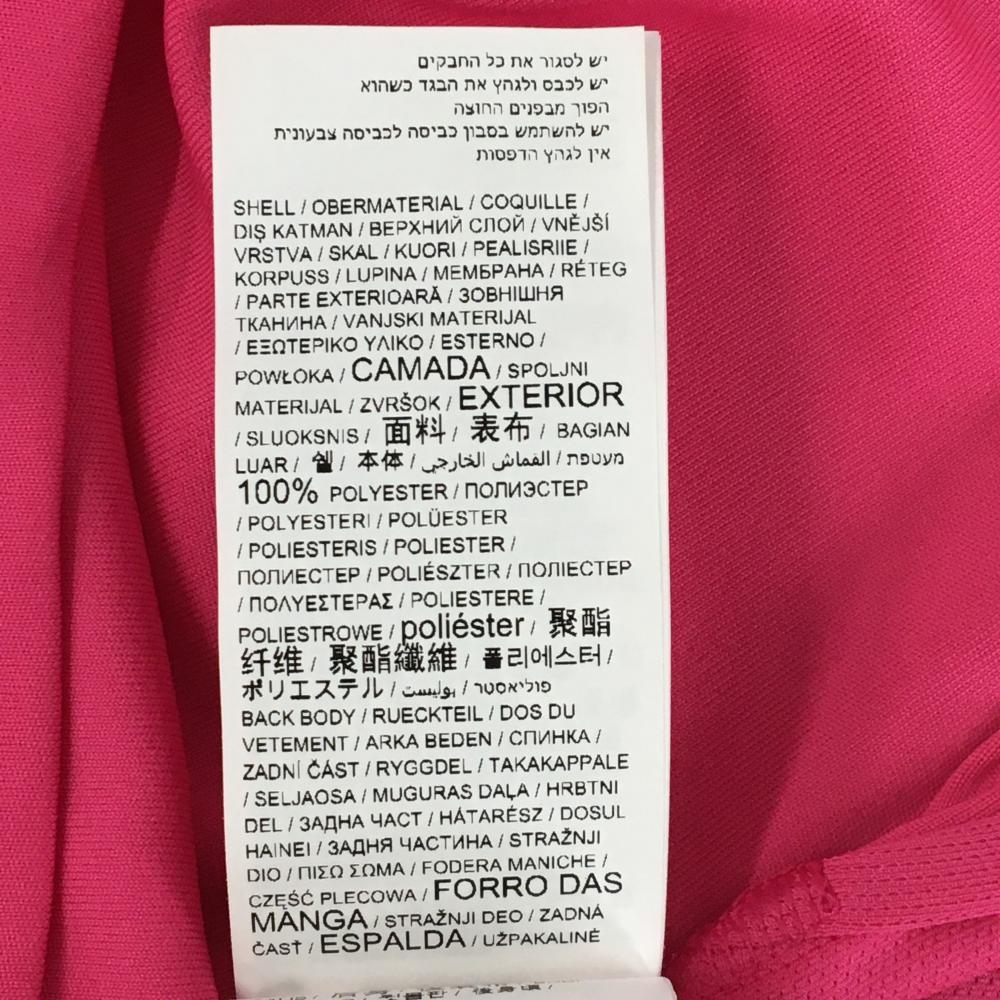 יש לסגור את כל החבקים
יש לכבס ולגהץ את הבגד כשהוא
הפוך מבפנים החוצה
יש להשתמש בסבון כביסה לכביסה צבעונית
אין לגהץ הדפסות
SHELL / OBERMATERIAL / COQUILLE /
DIŞ KATMAN / ВЕРХНИЙ СЛОЙ / VNĚJŠÍ
VRSTVA / SKAL / KUORI / PEALISRIIE /
KORPUSS / LUPINA / МЕМБРАНА / RÉTEG
/ PARTE EXTERIOARĂ / ЗОВНІШНЯ
ТКАНИНА / VANJSKI MATERIJAL
/ ΕΞΩΤΕΡΙΚΟ ΥΛΙΚΟ / ESTERNO /
POWŁOKA / CAMADA / SPOLJNI
MATERIJAL / ZVRŠOK / EXTERIOR
/ SLUOKSNIS / 面料 / 表布 / BAGIAN
LUAR / 쉘 / 本体 / القماش الخارجي / מעטפת
100% POLYESTER / ПОЛИЭСТЕР
/ POLYESTERI / POLÜESTER
/ POLIESTERIS / POLIESTER /
ПОЛИЕСТЕР / POLIÉSZTER / ПОЛІЕСТЕР
/ ΠΟΛΥΕΣΤΕΡΑΣ / POLIESTERE /
POLIESTROWE / poliéster / 聚酯
纤维 / 聚酯纖維 / 폴리에스터 /
ポリエステル / بوليست / פוליאסטר
BACK BODY / RUECKTEIL / DOS DU
VETEMENT / ARKA BEDEN / СПИНКА /
ZADNÍ ČÁST / RYGGDEL / TAKAKAPPALE
/ SELJAOSA / MUGURAS DAĻA / HRBTNI
DEL / ЗАДНА ЧАСТ / HÁTARÉSZ / DOSUL
HAINEI / ЗАДНЯ ЧАСТИНА / STRAŽNJI
DIO / ΠΙΣΩ ΣΩΜΑ / FODERA MANICHE /
CZĘŚĆ PLECOWA / FORRO DAS
MANGA / STRAŽNJI DEO / ZADNÁ
ČASŤ / ESPALDA / UŽPAKALINĖ